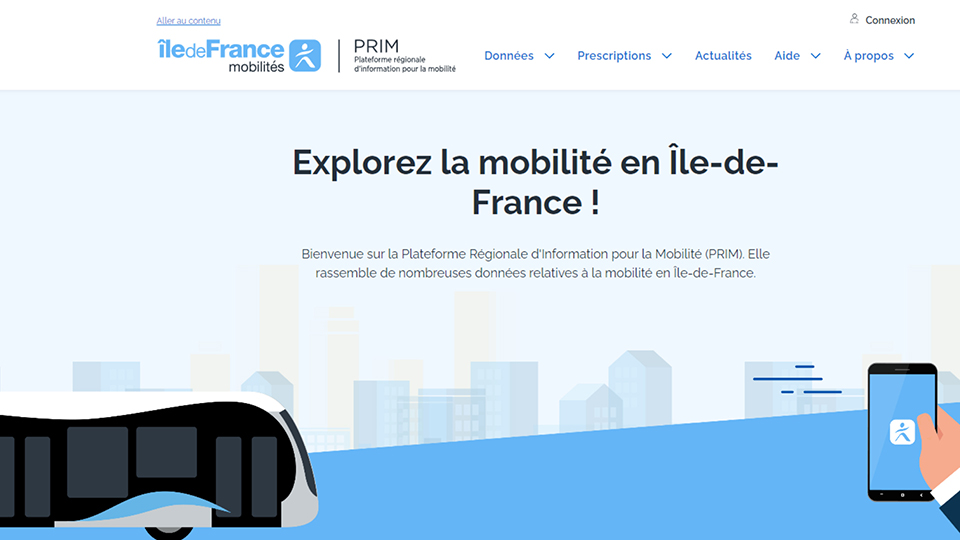 Aller au contenu
Connexion
îledeFrance
mobilités
PRIM
Plateforme régionale
d'information pour la mobilité
Données
Prescriptions
Actualités
Aide
À propos
Explorez la mobilité en Île-de-
France !
Bienvenue sur la Plateforme Régionale d'Information pour la Mobilité (PRIM). Elle
rassemble de nombreuses données relatives à la mobilité en Île-de-France.